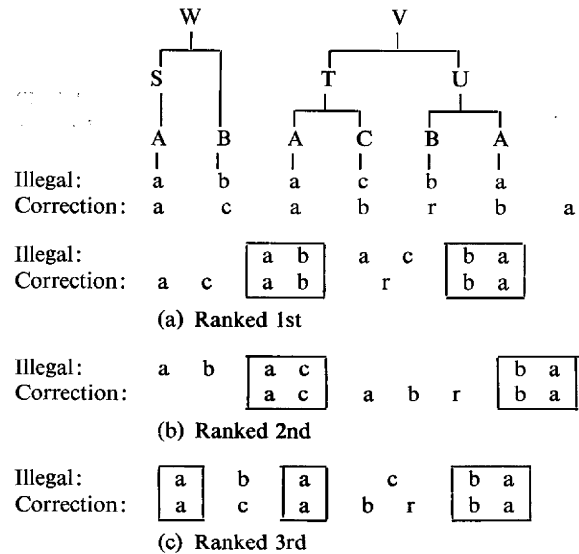 W V
S T U
A B A C B A
Illegal: a b a c b a
Correction: a c a b r b a
Illegal: a b a c b a
Correction: a c a b r b a
(a) Ranked 1st
Illegal: a b a c b a
Correction: a c a b r b a
(b) Ranked 2nd
Illegal: a b a c b a
Correction: a c a b r b a
(c) Ranked 3rd